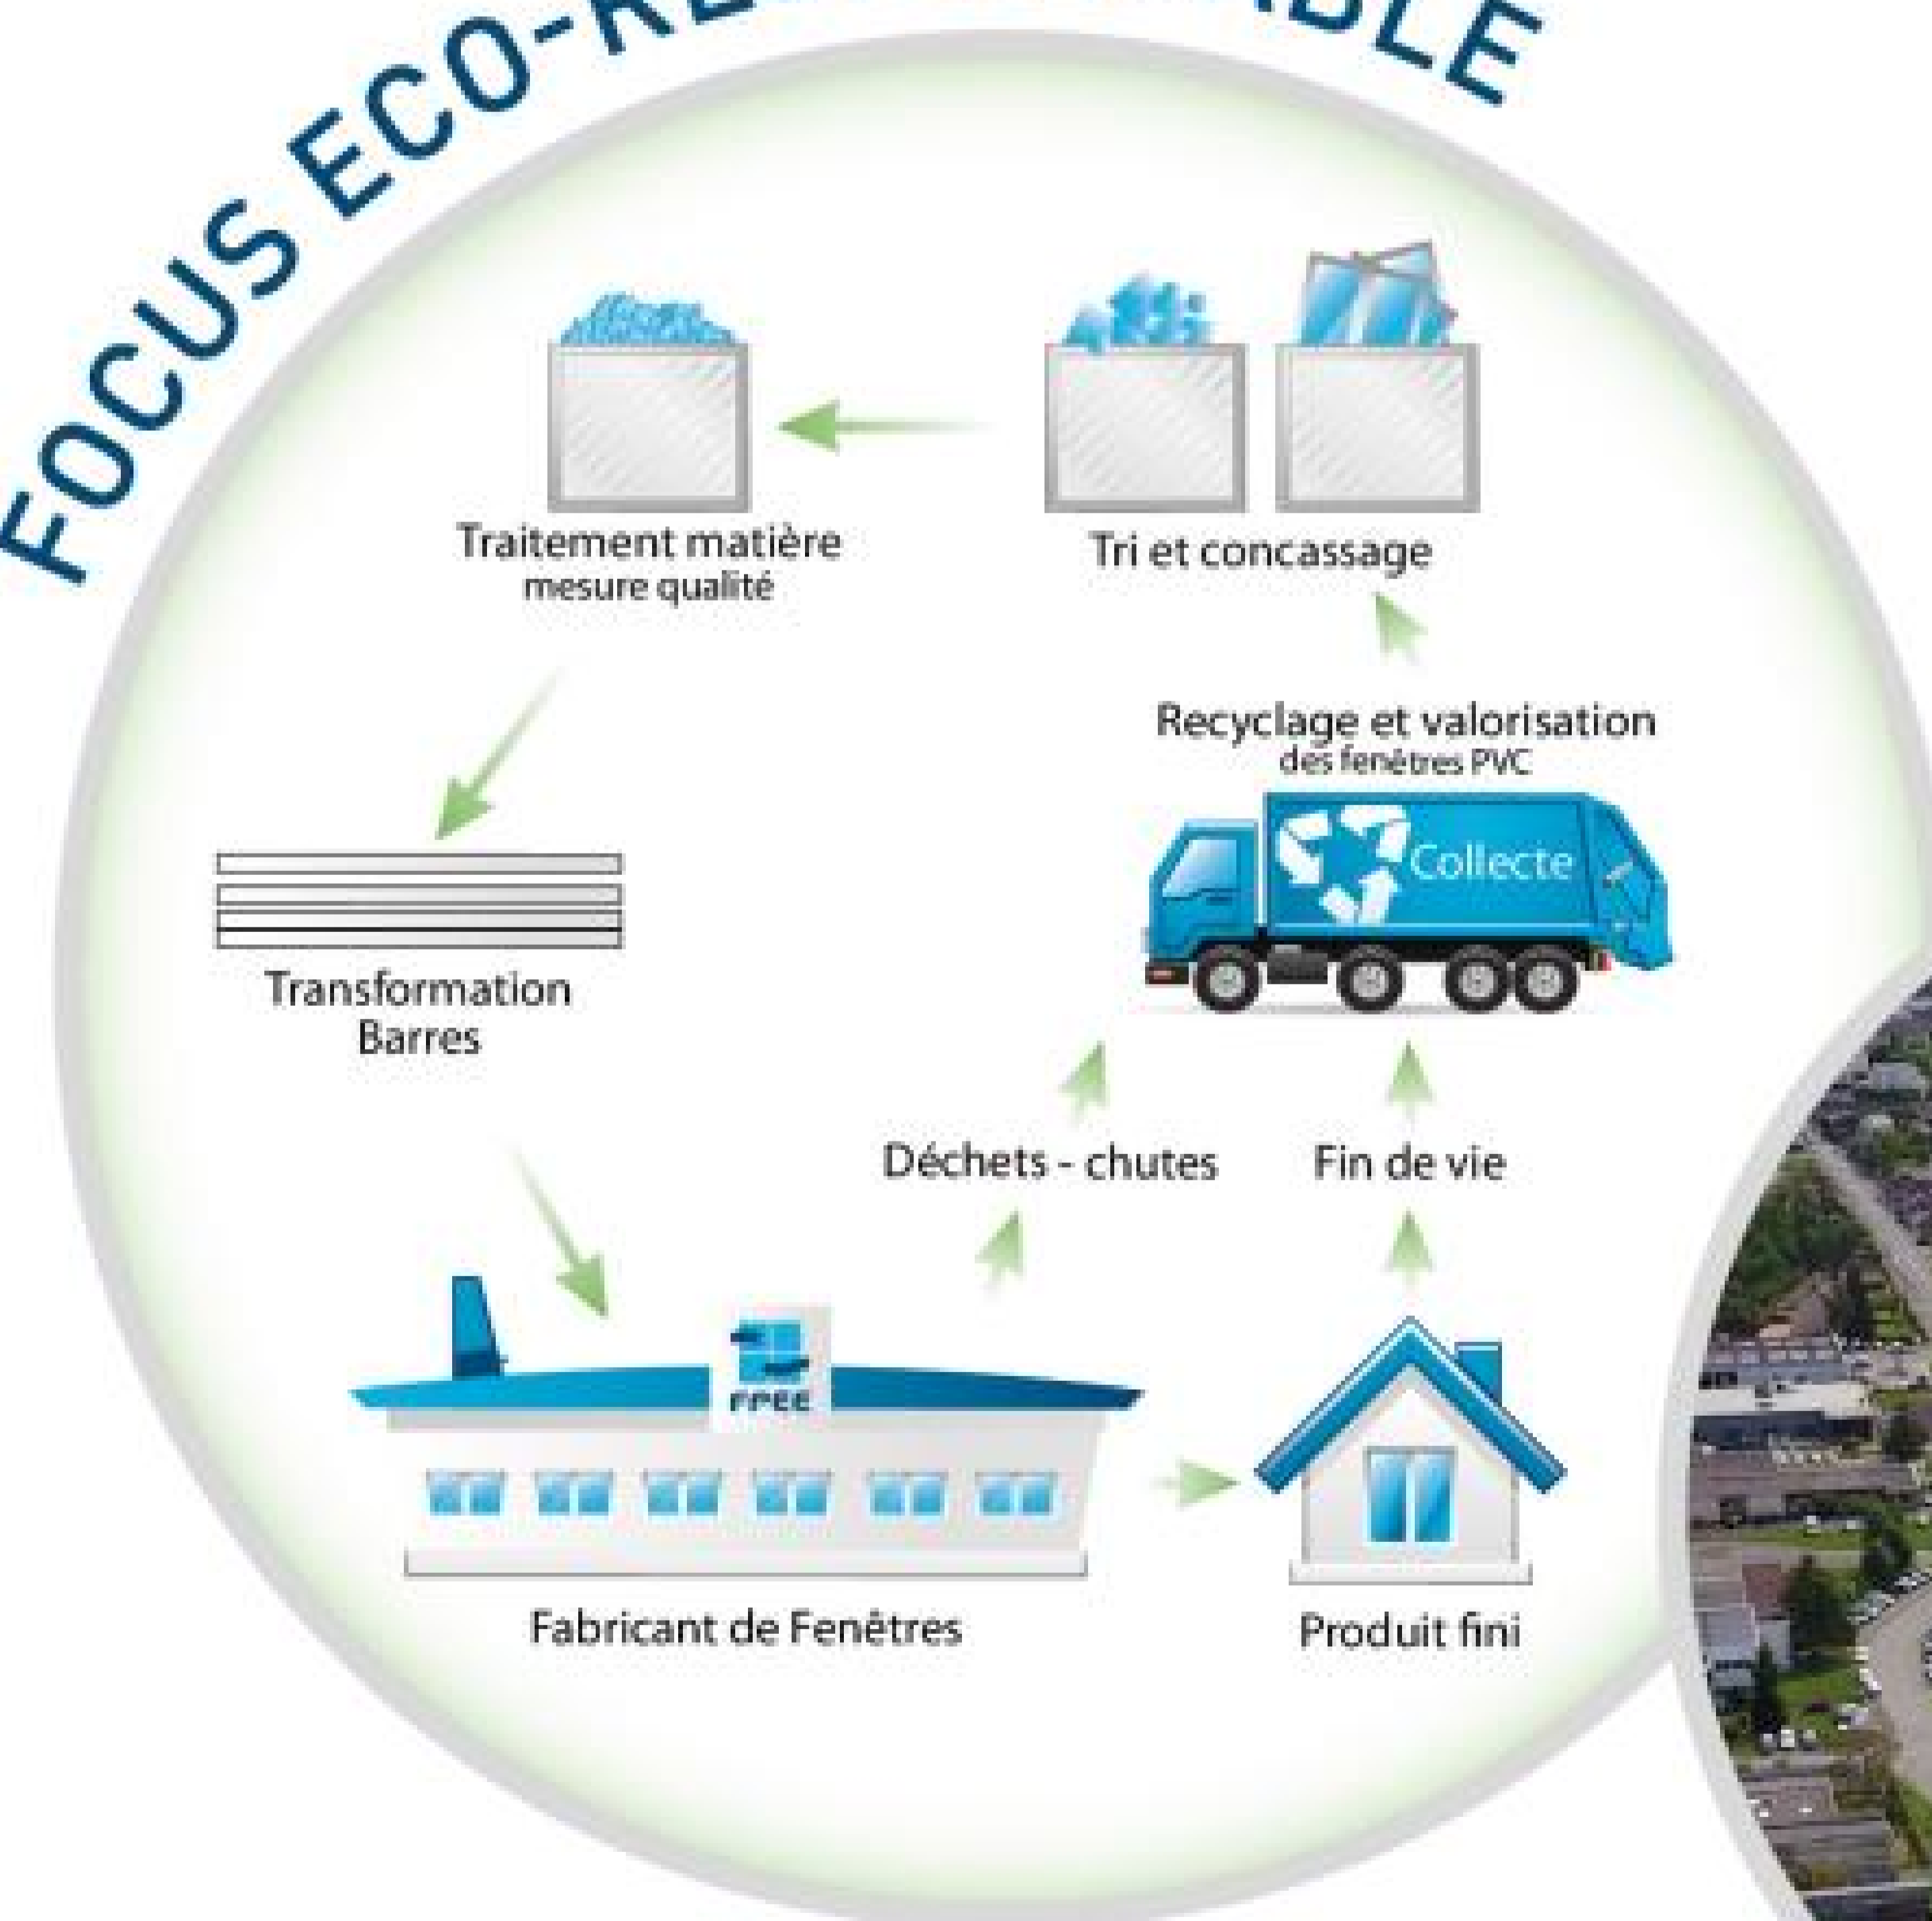 FOCUS
Traitement matière
mesure qualité
Tri et concassage
Recyclage et valorisation
des fenêtres PVC
Collecte
Transformation
Barres
Déchets - chutes
Fin de vie
FPEE
Fabricant de Fenêtres
Produit fini